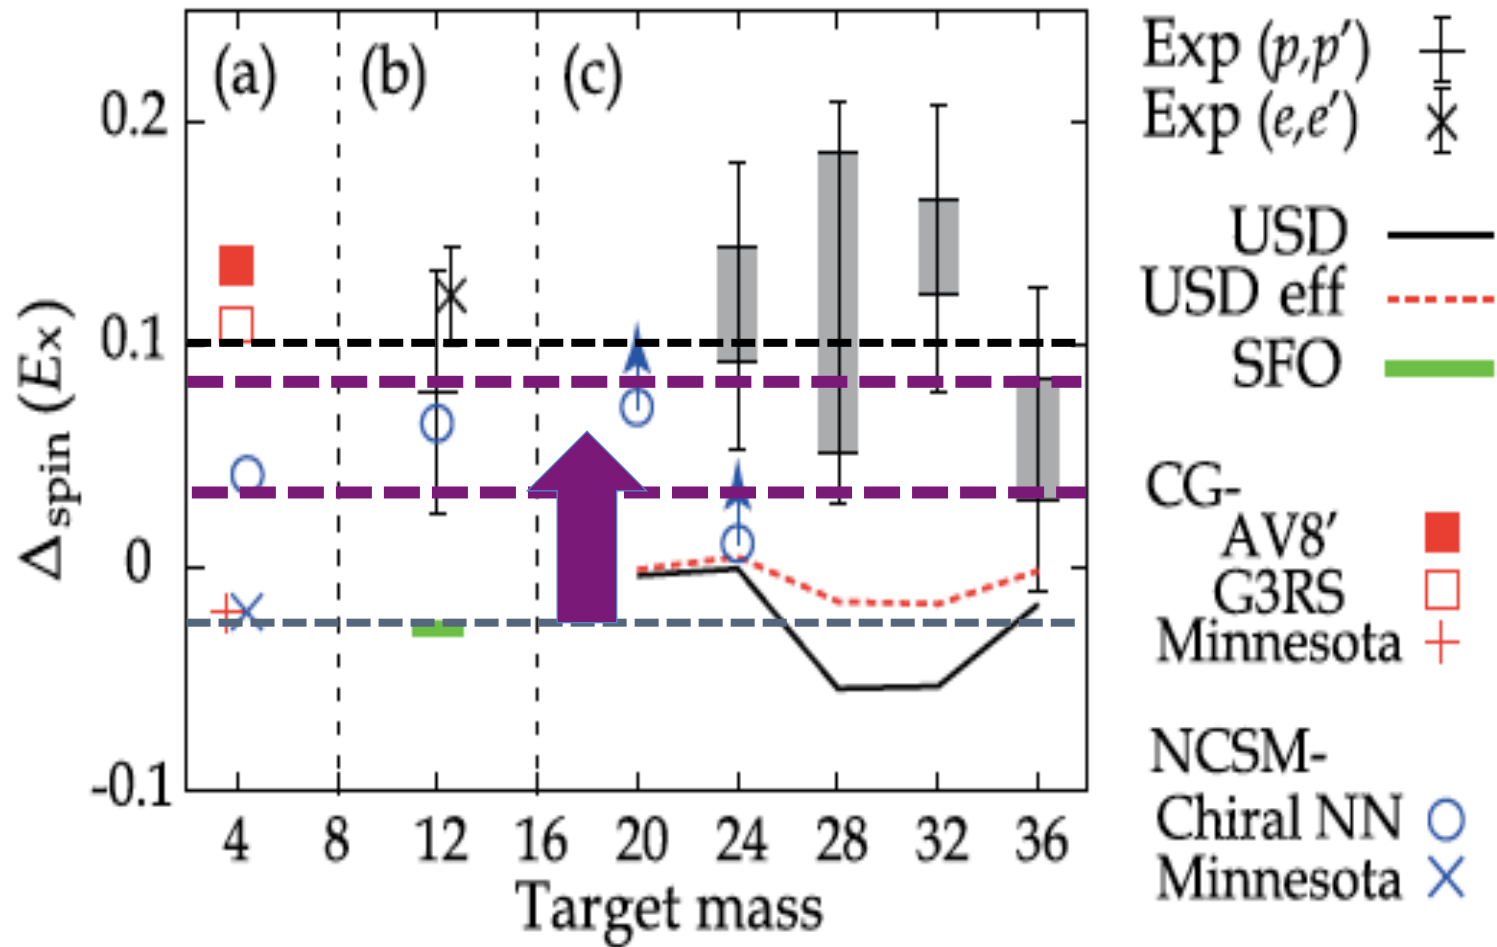 (a) (b) (c)
0.2
0.1
0
-0.1
Δspin (Ex)
4 8 12 16 20 24 28 32 36
Target mass
Exp (p,p′)
Exp (e,e′)
USD
USD eff
SFO
CG-
AV8′
G3RS
Minnesota
NCSM-
Chiral NN
Minnesota